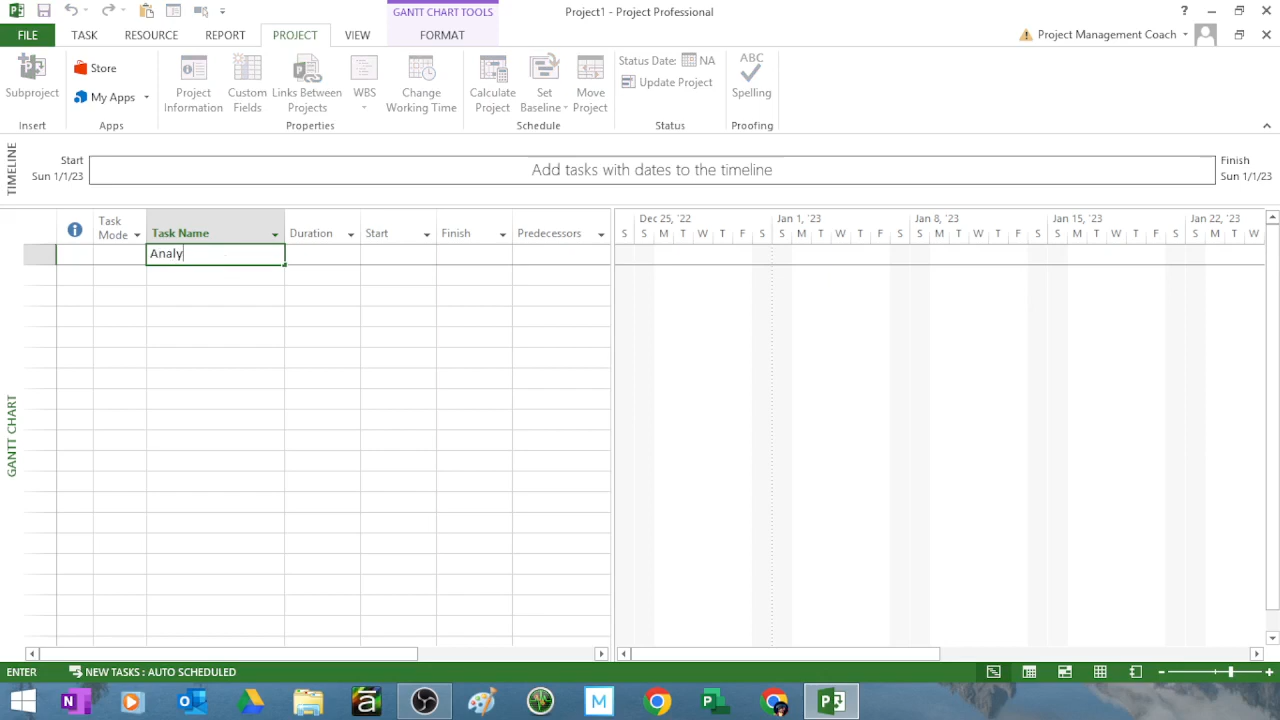 GANTT CHART TOOLS
Project1 - Project Professional
?
FILE
TASK
RESOURCE
REPORT
PROJECT
VIEW
FORMAT
Project Management Coach
Subproject
Insert
Store
My Apps
Apps
Project
Information
Custom
Fields
Links Between
Projects
WBS
Change
Working Time
Properties
Calculate
Project
Set
Baseline
Move
Project
Schedule
Status Date: NA
Update Project
Status
ABC
Spelling
Proofing
TIMELINE
Start
Sun 1/1/23
Add tasks with dates to the timeline
Finish
Sun 1/1/23
GANTT CHART
Task
Mode
Task Name
Duration
Start
Finish
Predecessors
Analy
Dec 25, '22 Jan 1, '23 Jan 8, '23 Jan 15, '23 Jan 22, '23
S S M T W T F S S M T W T F S S M T W T F S S M T W T F S S M T W
ENTER
NEW TASKS : AUTO SCHEDULED
N
a
M
P
P